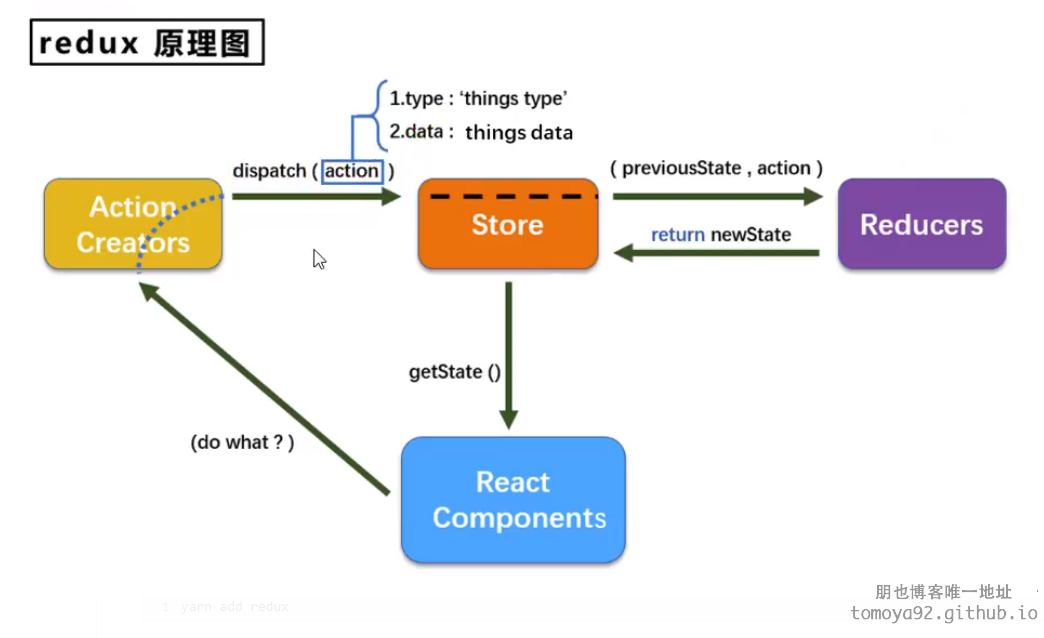 redux 原理图
1.type : ‘things type’
2.data : things data
dispatch ( action )
( previousState , action )
Action
Creators
Store
Reducers
return newState
getState ()
(do what ? )
React
Components
1 yarn add redux
朋也博客唯一地址
tomoya92.github.io